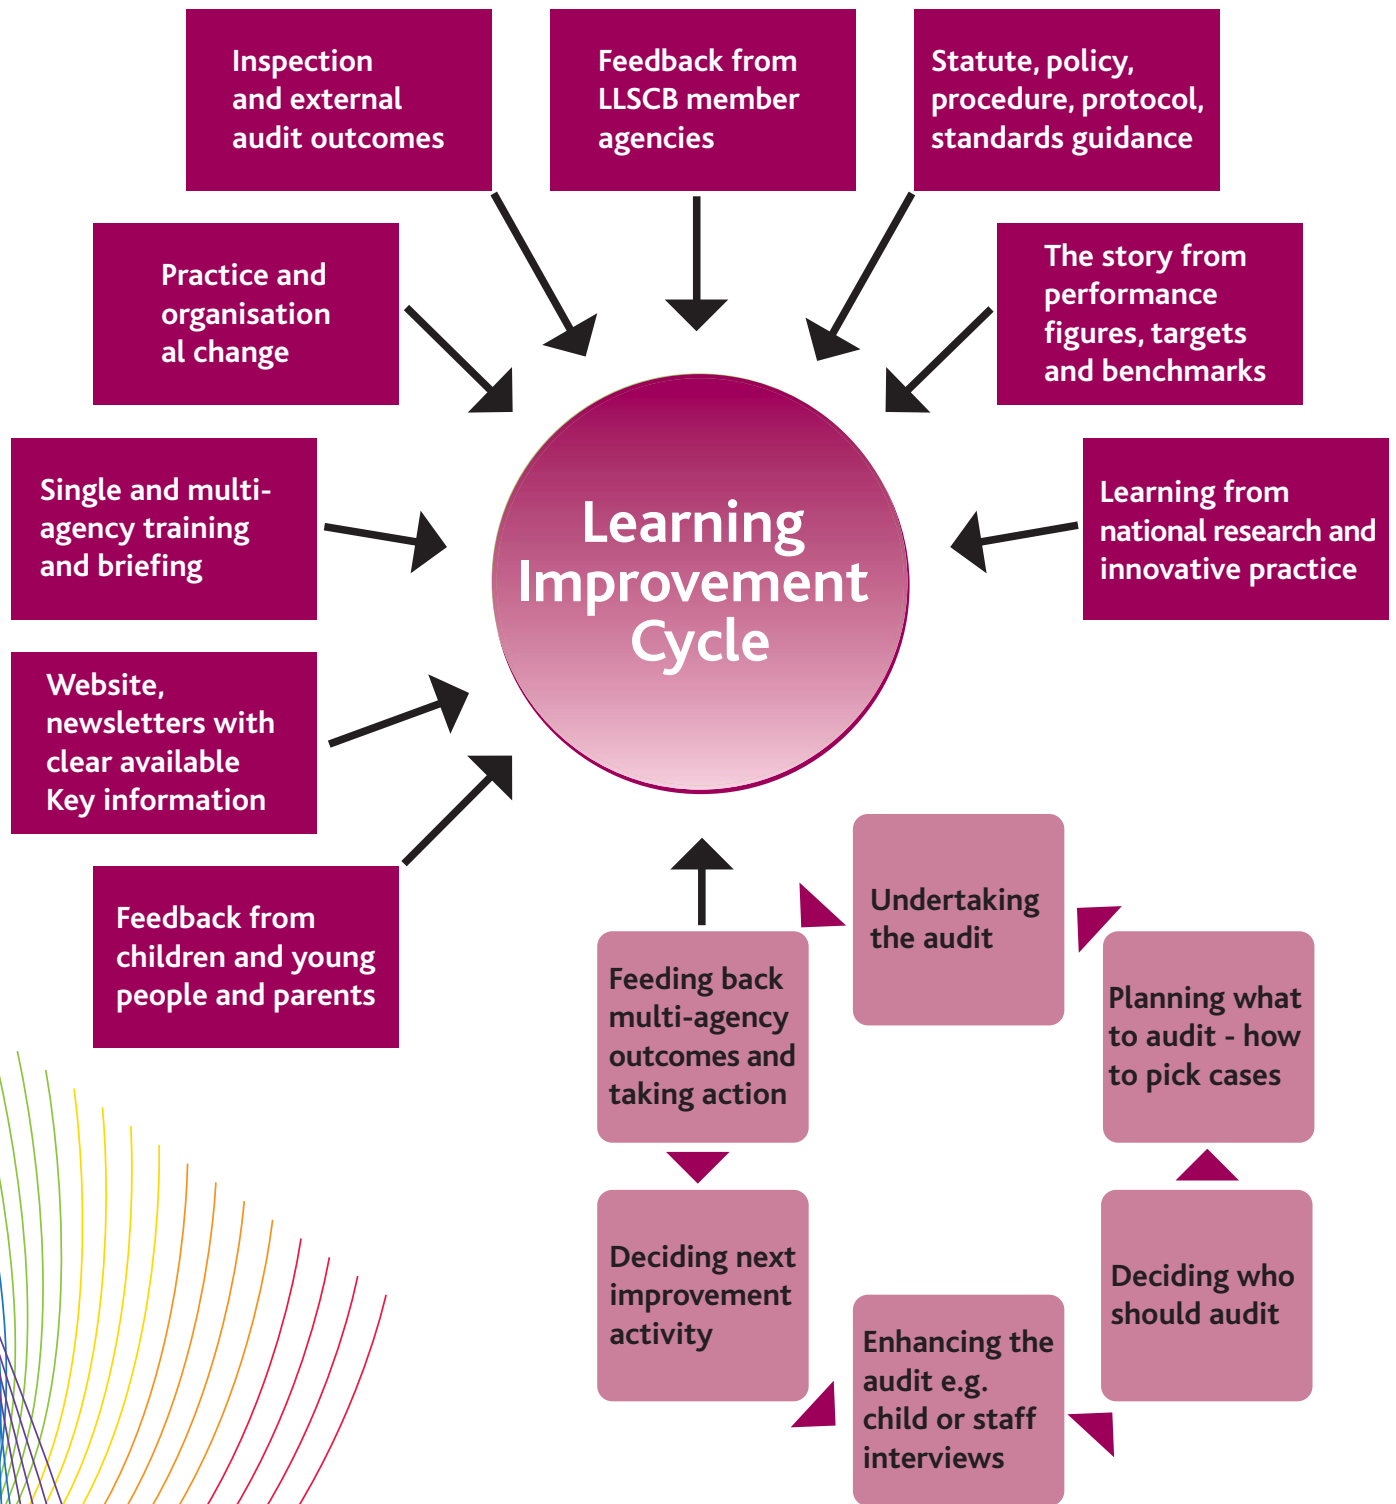 Inspection
and external
audit outcomes
Feedback from
LLSCB member
agencies
Statute, policy,
procedure, protocol,
standards guidance
Practice and
organisation
al change
The story from
performance
figures, targets
and benchmarks
Single and multi-
agency training
and briefing
Learning
Improvement
Cycle
Learning from
national research and
innovative practice
Website,
newsletters with
clear available
Key information
Feedback from
children and young
people and parents
Undertaking
the audit
Feeding back
multi-agency
outcomes and
taking action
Planning what
to audit - how
to pick cases
Deciding next
improvement
activity
Deciding who
should audit
Enhancing the
audit e.g.
child or staff
interviews